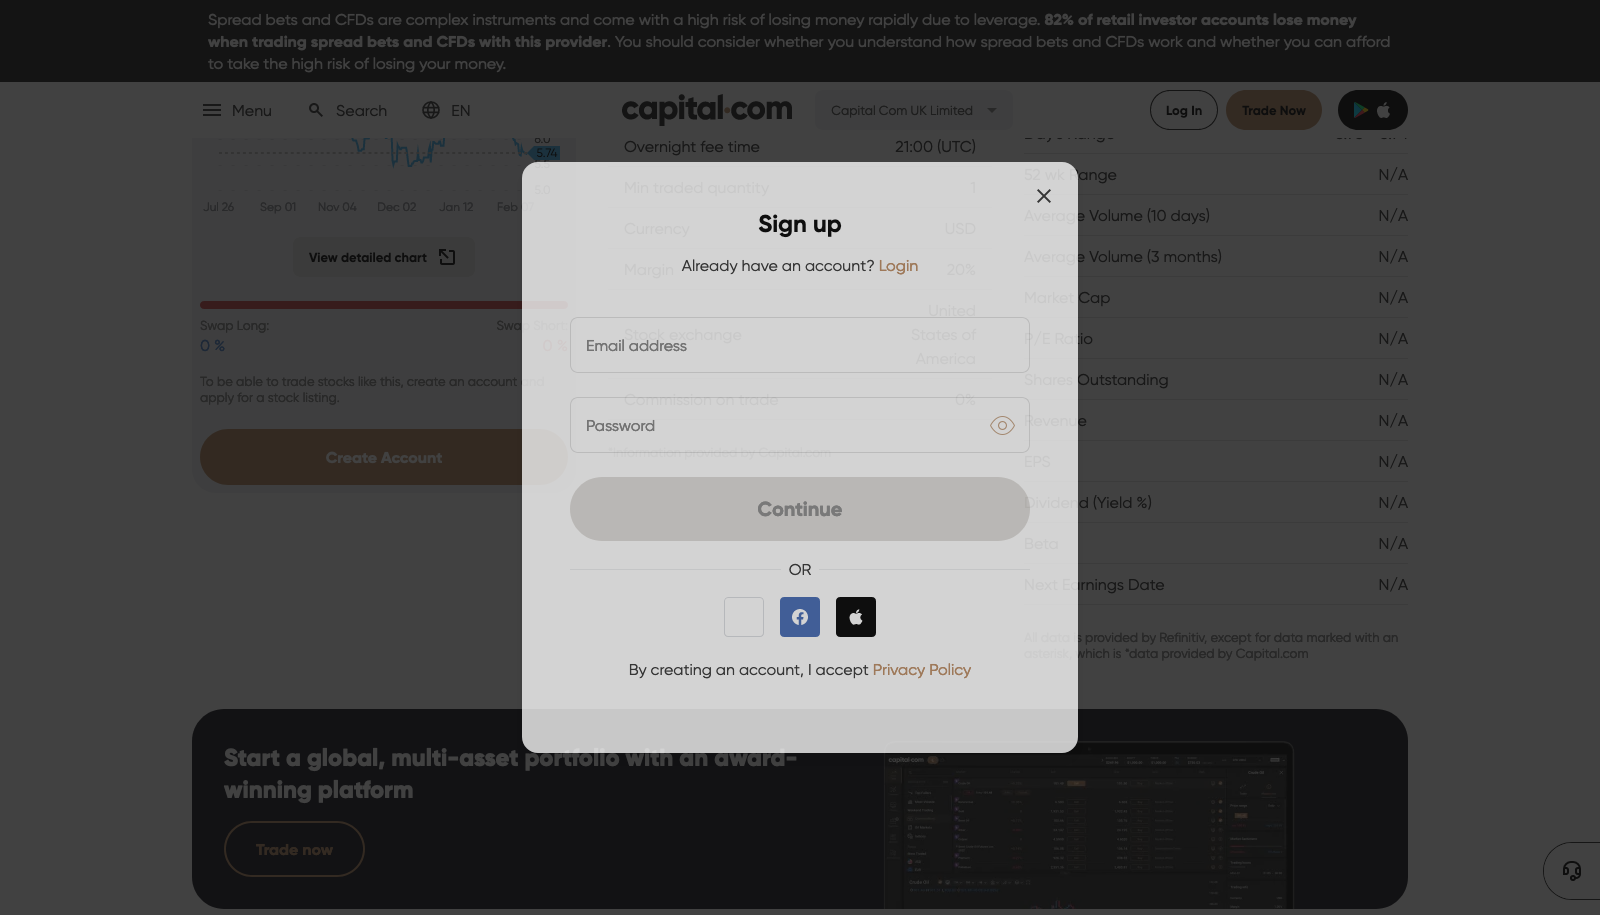 Spread bets and CFDs are complex instruments and come with a high risk of losing money rapidly due to leverage. 82% of retail investor accounts lose money
when trading spread bets and CFDs with this provider. You should consider whether you understand how spread bets and CFDs work and whether you can afford
to take the high risk of losing your money.
Menu
Search
EN
capital.com
Capital Com UK Limited
Log In
Trade Now
6.0
5.74
5.0
Jul 26
Sep 01
Nov 04
Dec 02
Jan 12
Feb
View detailed chart
Swap Long:
Swap Short:
0 %
0 %
To be able to trade stocks like this, create an account and
apply for a stock listing.
Create Account
Overnight fee time
21:00 (UTC)
Min traded quantity
1
Currency
USD
Margin
20%
Stock exchange
United
States of
America
Commission on trade
0%
*Information provided by Capital.com
Sign up
Already have an account? Login
Email address
Password
Continue
OR
By creating an account, I accept Privacy Policy
Day's Range
52 wk Range
N/A
Average Volume (10 days)
N/A
Average Volume (3 months)
N/A
Market Cap
N/A
P/E Ratio
N/A
Shares Outstanding
N/A
Revenue
N/A
EPS
N/A
Dividend (Yield %)
N/A
Beta
N/A
Next Earnings Date
N/A
All data is provided by Refinitiv, except for data marked with an
asterisk, which is *data provided by Capital.com
Start a global, multi-asset portfolio with an award-
winning platform
Trade now
capital.com